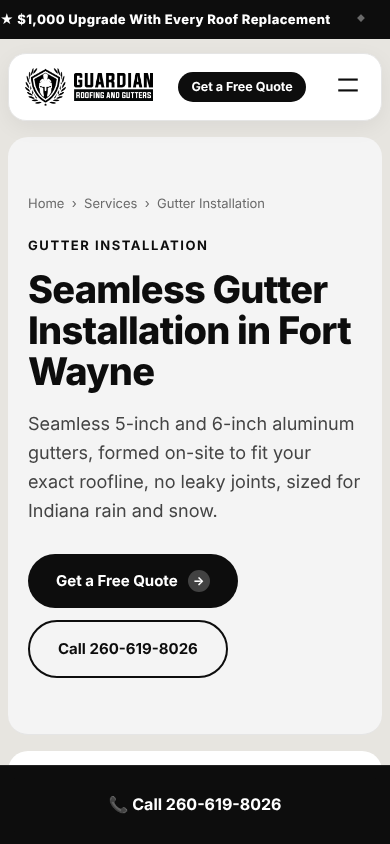 ★ $1,000 Upgrade With Every Roof Replacement ◆
GUARDIAN
ROOFING AND GUTTERS
Get a Free Quote
Home › Services › Gutter Installation
GUTTER INSTALLATION
Seamless Gutter
Installation in Fort
Wayne
Seamless 5-inch and 6-inch aluminum
gutters, formed on-site to fit your
exact roofline, no leaky joints, sized for
Indiana rain and snow.
Get a Free Quote →
Call 260-619-8026
📞 Call 260-619-8026